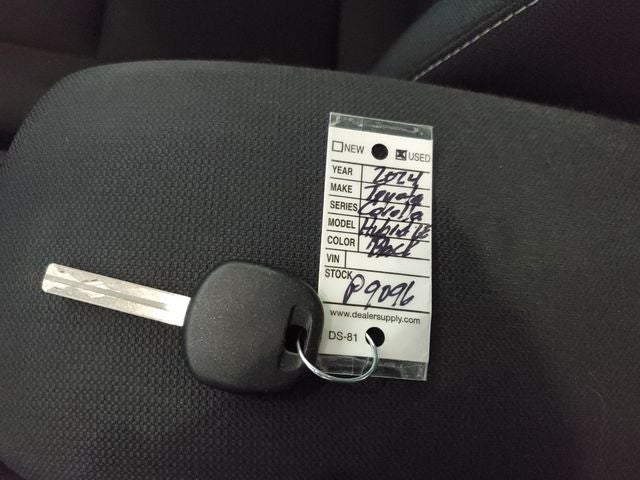 NEW USED
YEAR 2024
MAKE Toyota
SERIES Corolla
MODEL Hybrid LE
COLOR Black
VIN
STOCK
P9096
www.dealersupply.com
DS-81